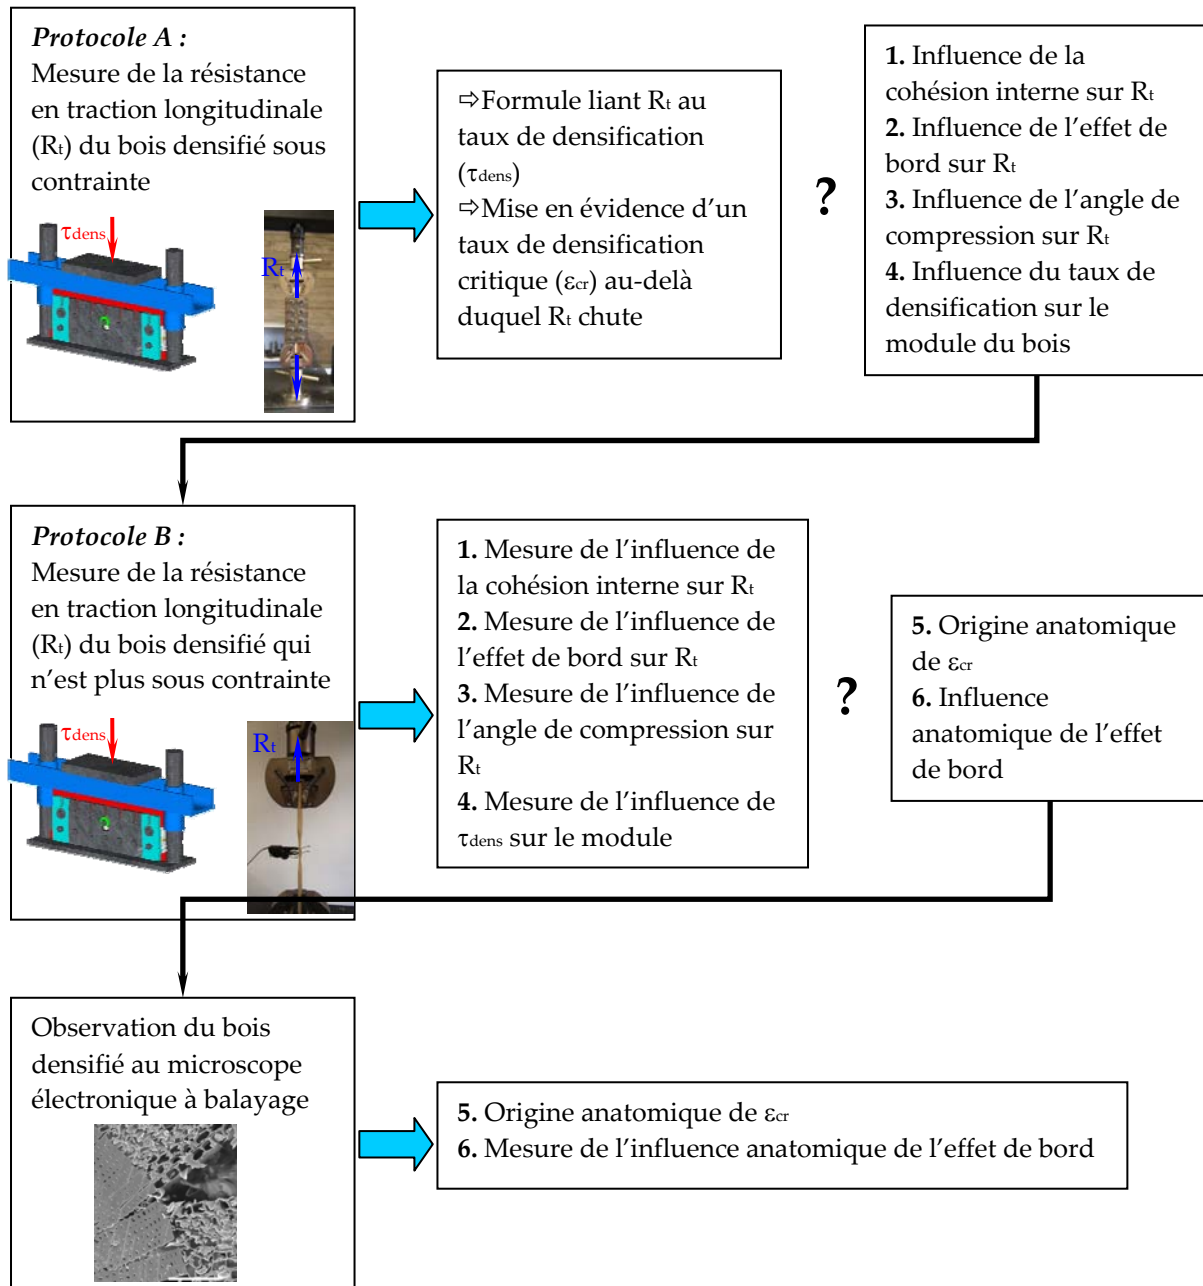 Protocole A :
Mesure de la résistance
en traction longitudinale
(Rt) du bois densifié sous
contrainte
τdens
Rt
⇨Formule liant Rt au
taux de densification
(τdens)
⇨Mise en évidence d'un
taux de densification
critique (εcr) au-delà
duquel Rt chute
?
1. Influence de la
cohésion interne sur Rt
2. Influence de l'effet de
bord sur Rt
3. Influence de l'angle de
compression sur Rt
4. Influence du taux de
densification sur le
module du bois
Protocole B :
Mesure de la résistance
en traction longitudinale
(Rt) du bois densifié qui
n'est plus sous contrainte
τdens
Rt
1. Mesure de l'influence de
la cohésion interne sur Rt
2. Mesure de l'influence de
l'effet de bord sur Rt
3. Mesure de l'influence de
l'angle de compression sur
Rt
4. Mesure de l'influence de
τdens sur le module
?
5. Origine anatomique
de εcr
6. Influence
anatomique de l'effet
de bord
Observation du bois
densifié au microscope
électronique à balayage
5. Origine anatomique de εcr
6. Mesure de l'influence anatomique de l'effet de bord